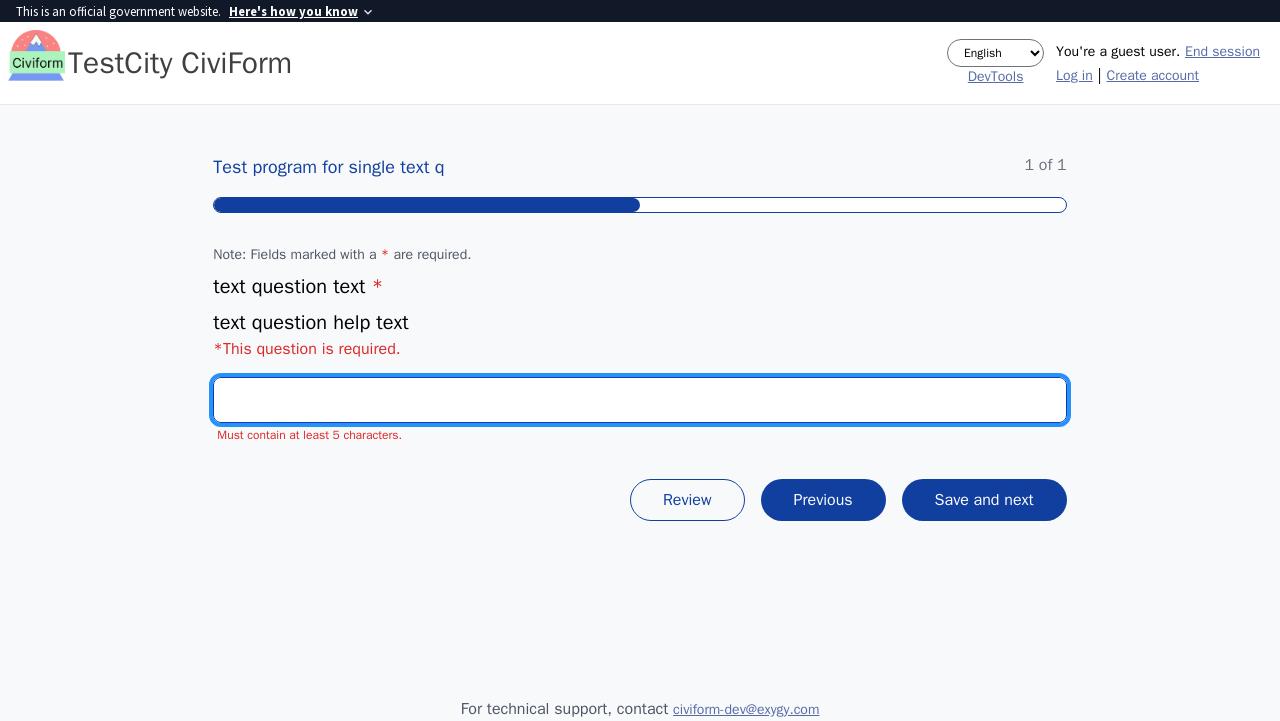 This is an official government website. Here's how you know
Civiform
TestCity CiviForm
English
DevTools
You're a guest user. End session
Log in | Create account
Test program for single text q
1 of 1
Note: Fields marked with a * are required.
text question text *
text question help text
*This question is required.
Must contain at least 5 characters.
Review
Previous
Save and next
For technical support, contact civiform-dev@exygy.com